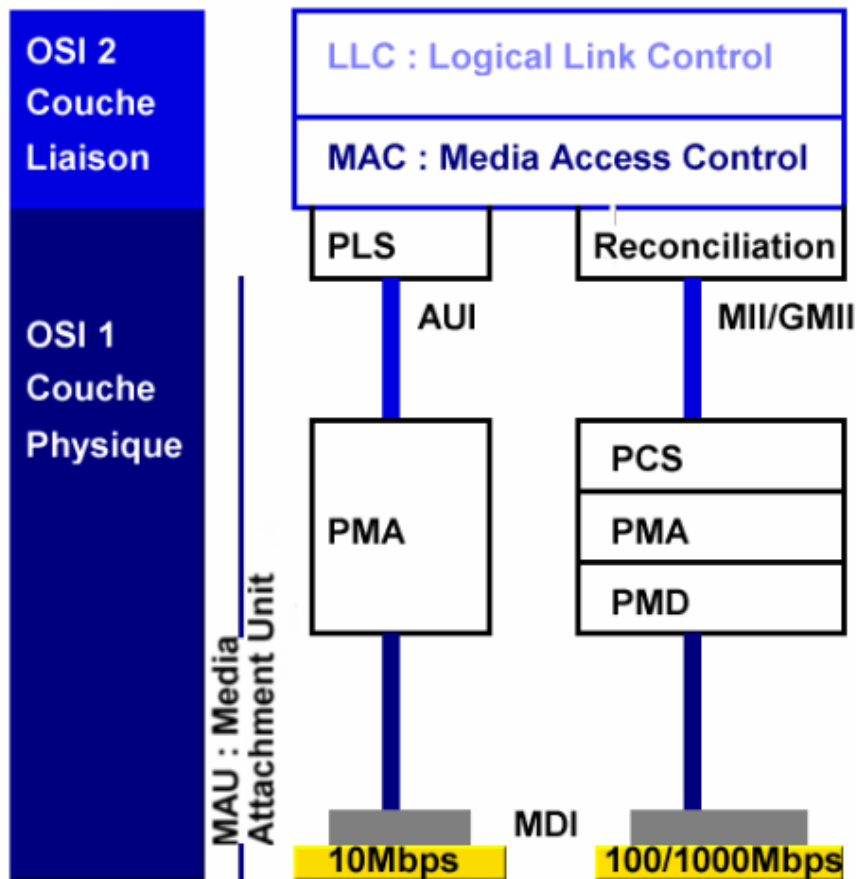 OSI 2
Couche
Liaison
LLC : Logical Link Control
MAC : Media Access Control
PLS
Reconciliation
AUI
MII/GMII
OSI 1
Couche
Physique
PMA
PCS
PMA
PMD
MAU : Media
Attachment Unit
MDI
10Mbps
100/1000Mbps